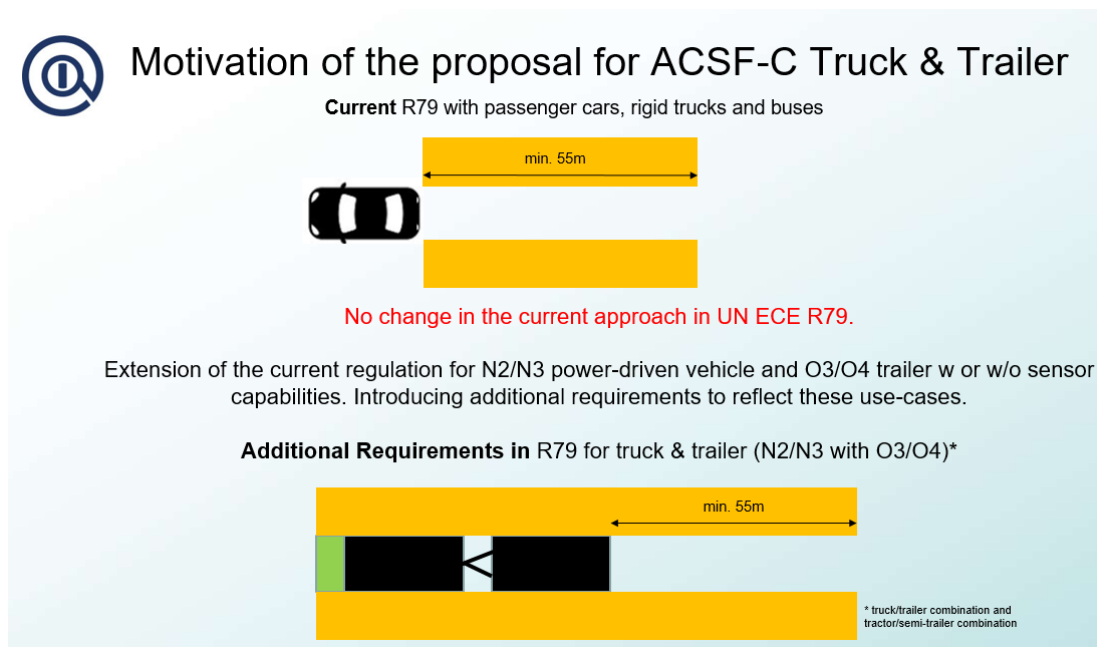 Motivation of the proposal for ACSF-C Truck & Trailer
Current R79 with passenger cars, rigid trucks and buses
min. 55m
No change in the current approach in UN ECE R79.
Extension of the current regulation for N2/N3 power-driven vehicle and O3/O4 trailer w or w/o sensor
capabilities. Introducing additional requirements to reflect these use-cases.
Additional Requirements in R79 for truck & trailer (N2/N3 with O3/O4)*
min. 55m
* truck/trailer combination and
tractor/semi-trailer combination